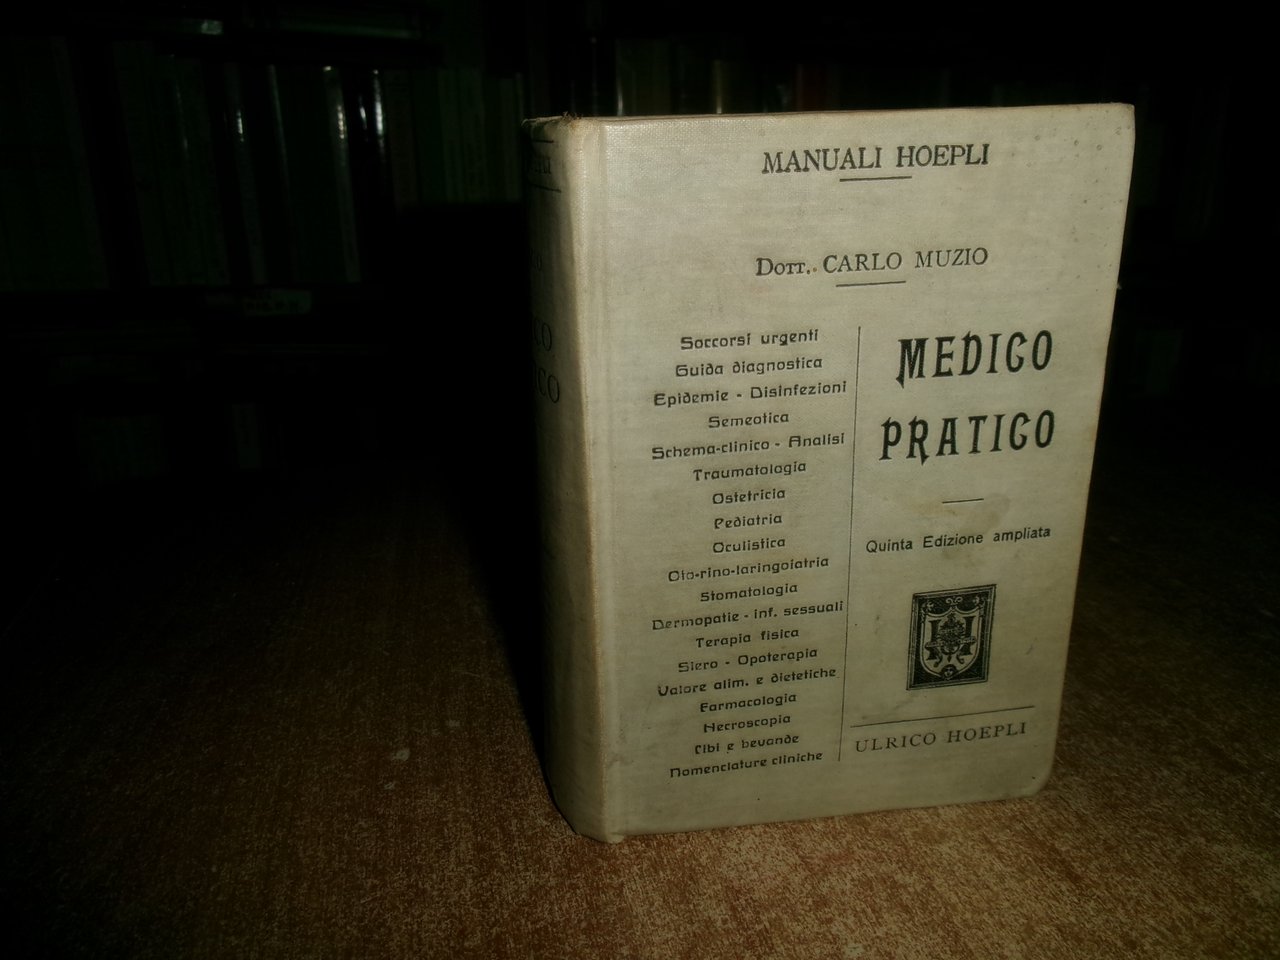 MANUALI HOEPLI
Dott. CARLO MUZIO
Soccorsi urgenti
Guida diagnostica
Epidemie - Disinfezioni
Semeotica
Schema-clinico - Analisi
Traumatologia
Ostetricia
Pediatria
Oculistica
Oto-rino-laringoiatria
Stomatologia
Dermopatie - inf. sessuali
Terapia fisica
Siero - Opoterapia
Valore alim. e dietetiche
Farmacologia
Necroscopia
Cibi e bevande
Nomenclature cliniche
MEDICO
PRATICO
Quinta Edizione ampliata
ULRICO HOEPLI